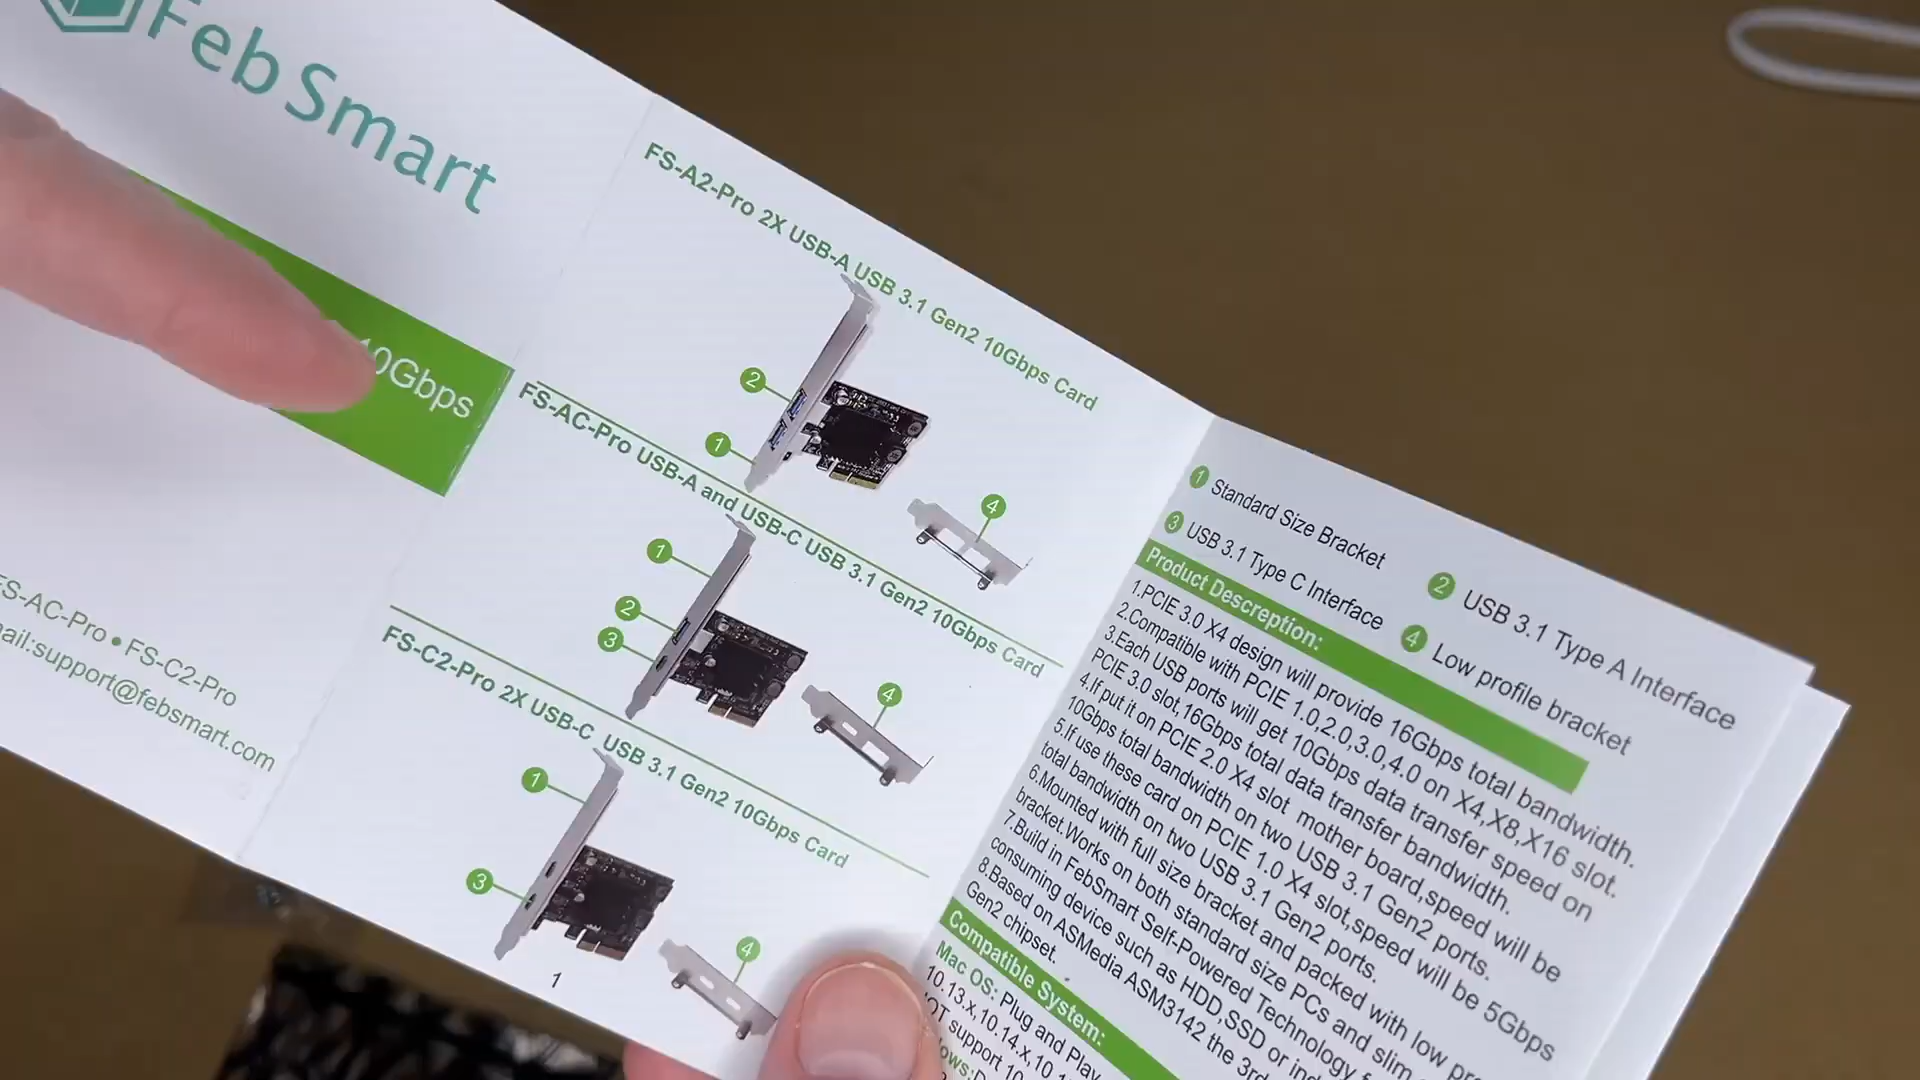 FebSmart
10Gbps
FS-AC-Pro • FS-C2-Pro
mail:support@febsmart.com
FS-A2-Pro 2X USB-A USB 3.1 Gen2 10Gbps Card
2
1
4
FS-AC-Pro USB-A and USB-C USB 3.1 Gen2 10Gbps Card
1
2
3
4
FS-C2-Pro 2X USB-C USB 3.1 Gen2 10Gbps Card
1
3
4
1
1 Standard Size Bracket
2 USB 3.1 Type A Interface
3 USB 3.1 Type C Interface
4 Low profile bracket
Product Descreption:
1.PCIE 3.0 X4 design will provide 16Gbps total bandwidth.
2.Compatible with PCIE 1.0,2.0,3.0,4.0 on X4,X8,X16 slot.
3.Each USB ports will get 10Gbps data transfer speed on
PCIE 3.0 slot,16Gbps total data transfer bandwidth.
4.If put it on PCIE 2.0 X4 slot mother board,speed will be
10Gbps total bandwidth on two USB 3.1 Gen2 ports.
5.If use these card on PCIE 1.0 X4 slot,speed will be 5Gbps
total bandwidth on two USB 3.1 Gen2 ports.
6.Mounted with full size bracket and packed with low
bracket.Works on both standard size PCs and slim
7.Build in FebSmart Self-Powered Technology
consuming device such as HDD,SSD or
8.Based on ASMedia ASM3142 the 3rd
Gen2 chipset.
Compatible System:
Mac OS: Plug and Play
10.13.x,10.14.x,10
support 10